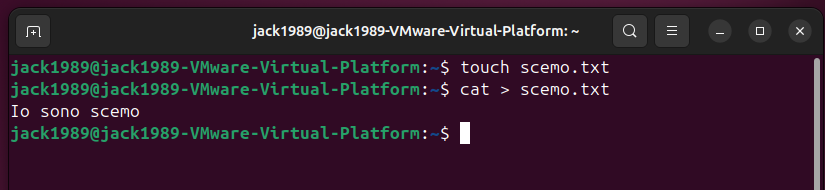 jack1989@jack1989-VMware-Virtual-Platform: ~
jack1989@jack1989-VMware-Virtual-Platform:~$ touch scemo.txt
jack1989@jack1989-VMware-Virtual-Platform:~$ cat > scemo.txt
Io sono scemo
jack1989@jack1989-VMware-Virtual-Platform:~$